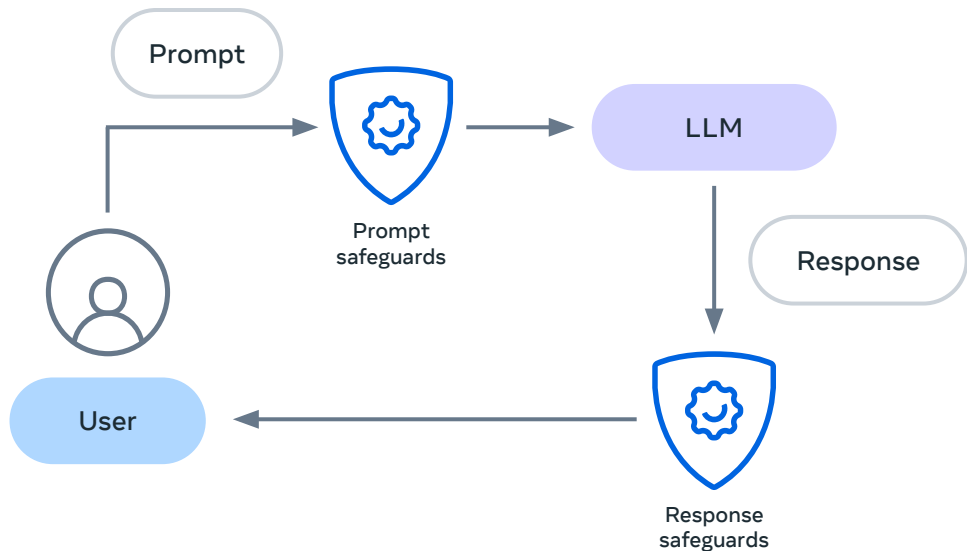 Prompt
LLM
Prompt
safeguards
Response
User
Response
safeguards